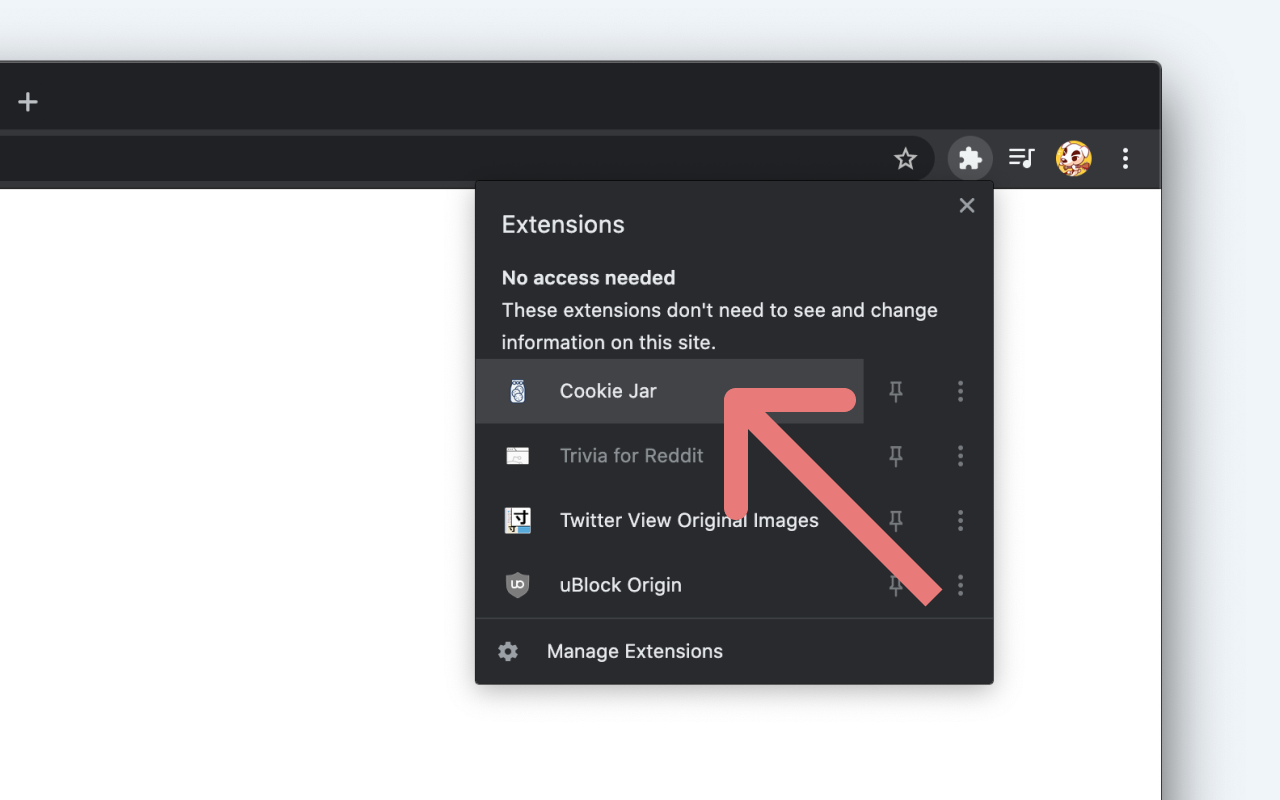 Extensions
No access needed
These extensions don't need to see and change
information on this site.
Cookie Jar
Trivia for Reddit
寸
Twitter View Original Images
uBlock Origin
Manage Extensions